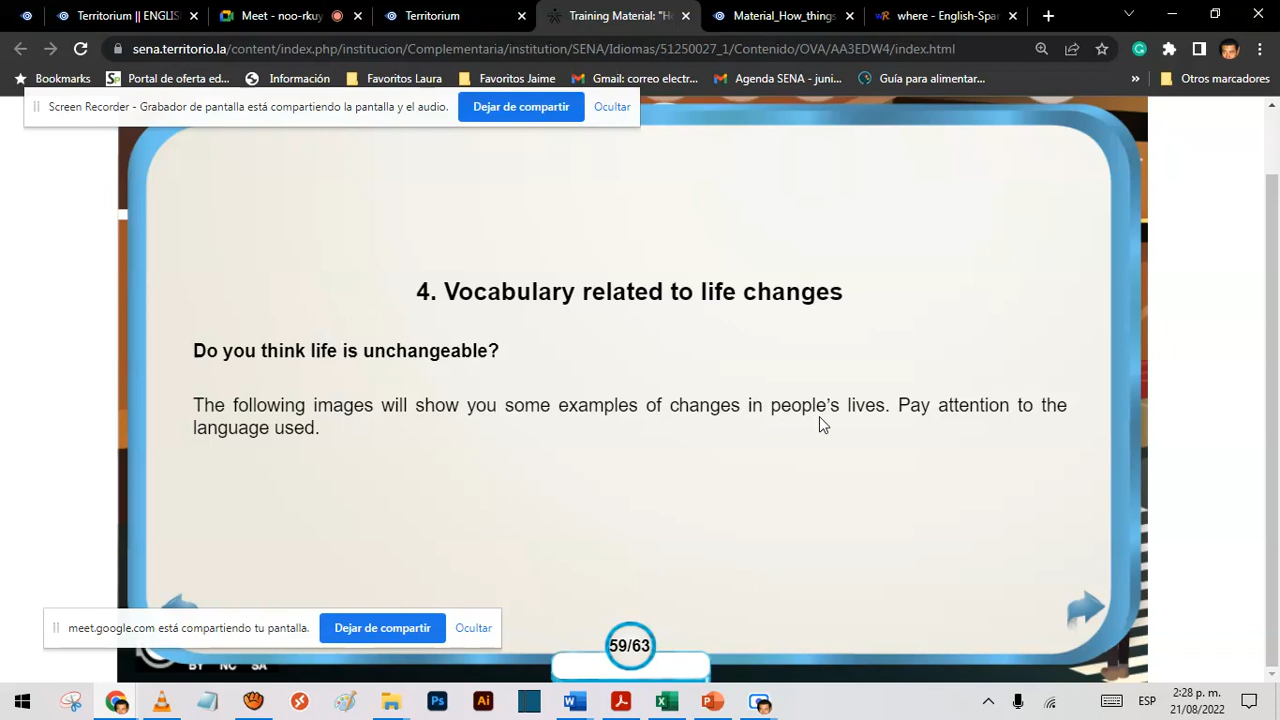 Territorium || ENGLIS
Meet - noo-rkuy
Territorium
Training Material: "Ho
Material_How_things
where - English-Spar
sena.territorio.la/content/index.php/institucion/Complementaria/institution/SENA/Idiomas/51250027_1/Contenido/OVA/AA3EDW4/index.html
Bookmarks
Portal de oferta ed...
Información
Favoritos Laura
Favoritos Jaime
Gmail: correo electr...
Agenda SENA - juni...
Guía para alimentar...
»
Otros marcadores
Screen Recorder - Grabador de pantalla está compartiendo la pantalla y el audio.
Dejar de compartir
Ocultar
4. Vocabulary related to life changes
Do you think life is unchangeable?
The following images will show you some examples of changes in people's lives. Pay attention to the
language used.
meet.google.com está compartiendo tu pantalla.
Dejar de compartir
Ocultar
59/63
BY NC SA
ESP
2:28 p. m.
21/08/2022